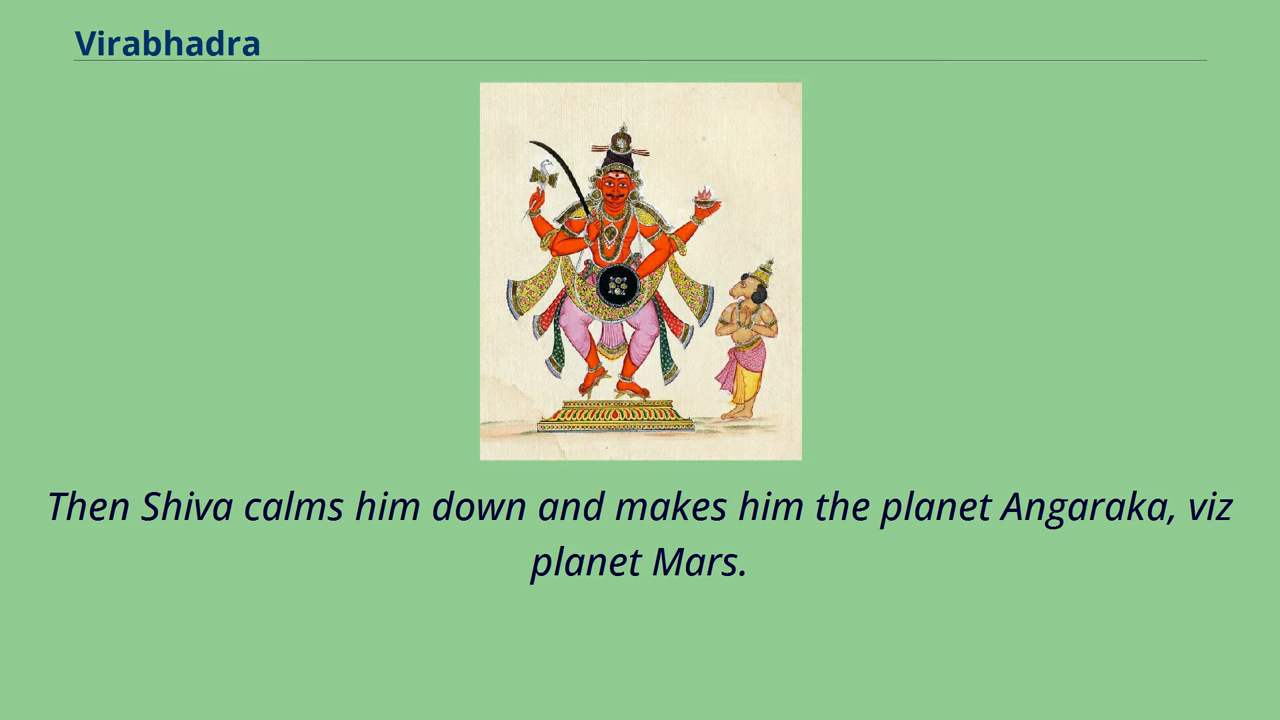 Virabhadra
Then Shiva calms him down and makes him the planet Angaraka, viz
planet Mars.